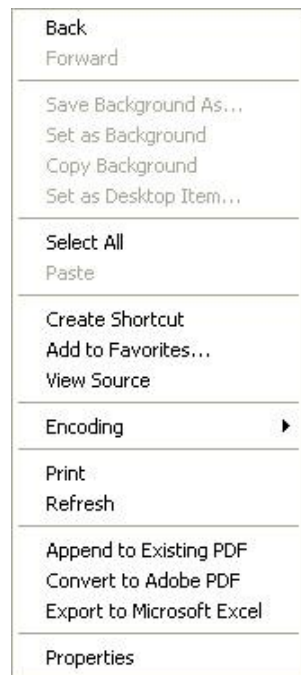 Back
Forward
Save Background As...
Set as Background
Copy Background
Set as Desktop Item...
Select All
Paste
Create Shortcut
Add to Favorites...
View Source
Encoding
Print
Refresh
Append to Existing PDF
Convert to Adobe PDF
Export to Microsoft Excel
Properties